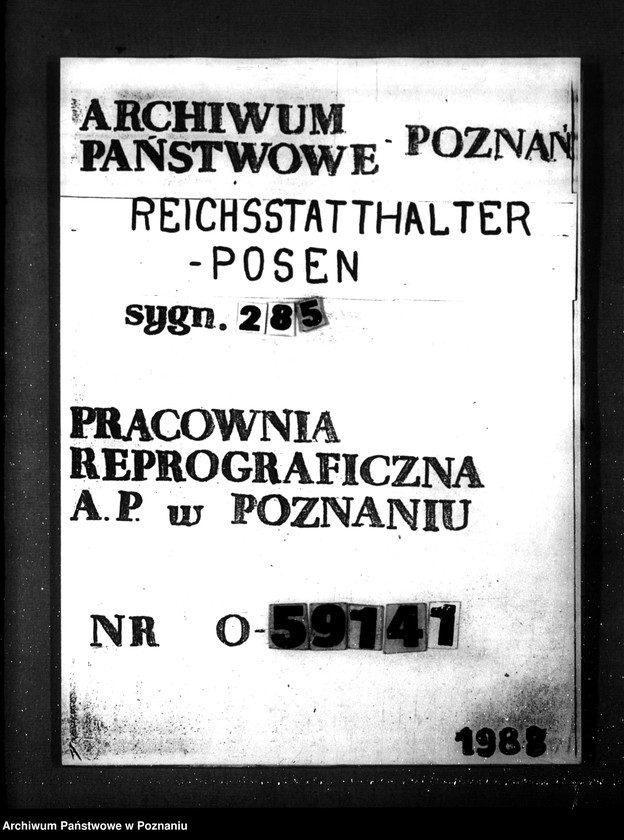 ARCHIWUM
PAŃSTWOWE - POZNAŃ
REICHSSTATTHALTER
-POSEN
sygn. 285
PRACOWNIA
REPROGRAFICZNA
A.P. w POZNANIU
NR O-59141
1988
Archiwum Państwowe w Poznaniu